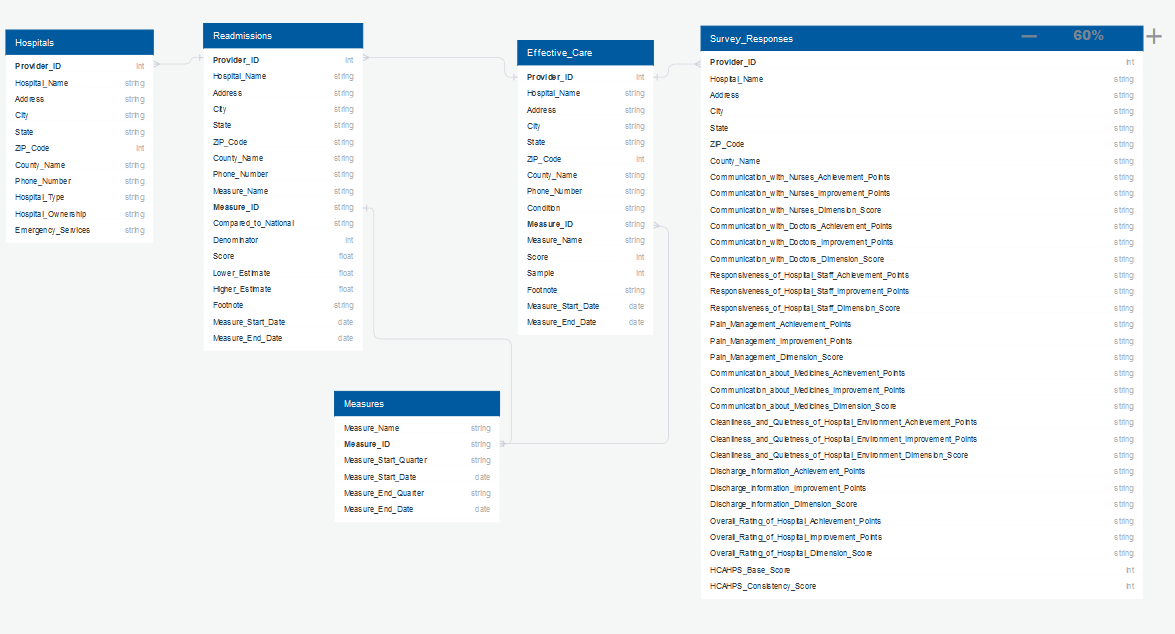 Hospitals
Provider_ID int
Hospital_Name string
Address string
City string
State string
ZIP_Code int
County_Name string
Phone_Number string
Hospital_Type string
Hospital_Ownership string
Emergency_Services string
Readmissions
Provider_ID int
Hospital_Name string
Address string
City string
State string
ZIP_Code string
County_Name string
Phone_Number string
Measure_Name string
Measure_ID string
Compared_to_National string
Denominator int
Score float
Lower_Estimate float
Higher_Estimate float
Footnote string
Measure_Start_Date date
Measure_End_Date date
Effective_Care
Provider_ID int
Hospital_Name string
Address string
City string
State string
ZIP_Code int
County_Name string
Phone_Number string
Condition string
Measure_ID string
Measure_Name string
Score int
Sample int
Footnote string
Measure_Start_Date date
Measure_End_Date date
Measures
Measure_Name string
Measure_ID string
Measure_Start_Quarter string
Measure_Start_Date date
Measure_End_Quarter string
Measure_End_Date date
Survey_Responses 60%
Provider_ID int
Hospital_Name string
Address string
City string
State string
ZIP_Code string
County_Name string
Communication_with_Nurses_Achievement_Points string
Communication_with_Nurses_Improvement_Points string
Communication_with_Nurses_Dimension_Score string
Communication_with_Doctors_Achievement_Points string
Communication_with_Doctors_Improvement_Points string
Communication_with_Doctors_Dimension_Score string
Responsiveness_of_Hospital_Staff_Achievement_Points string
Responsiveness_of_Hospital_Staff_Improvement_Points string
Responsiveness_of_Hospital_Staff_Dimension_Score string
Pain_Management_Achievement_Points string
Pain_Management_Improvement_Points string
Pain_Management_Dimension_Score string
Communication_about_Medicines_Achievement_Points string
Communication_about_Medicines_Improvement_Points string
Communication_about_Medicines_Dimension_Score string
Cleanliness_and_Quietness_of_Hospital_Environment_Achievement_Points string
Cleanliness_and_Quietness_of_Hospital_Environment_Improvement_Points string
Cleanliness_and_Quietness_of_Hospital_Environment_Dimension_Score string
Discharge_Information_Achievement_Points string
Discharge_Information_Improvement_Points string
Discharge_Information_Dimension_Score string
Overall_Rating_of_Hospital_Achievement_Points string
Overall_Rating_of_Hospital_Improvement_Points string
Overall_Rating_of_Hospital_Dimension_Score string
HCAHPS_Base_Score int
HCAHPS_Consistency_Score int